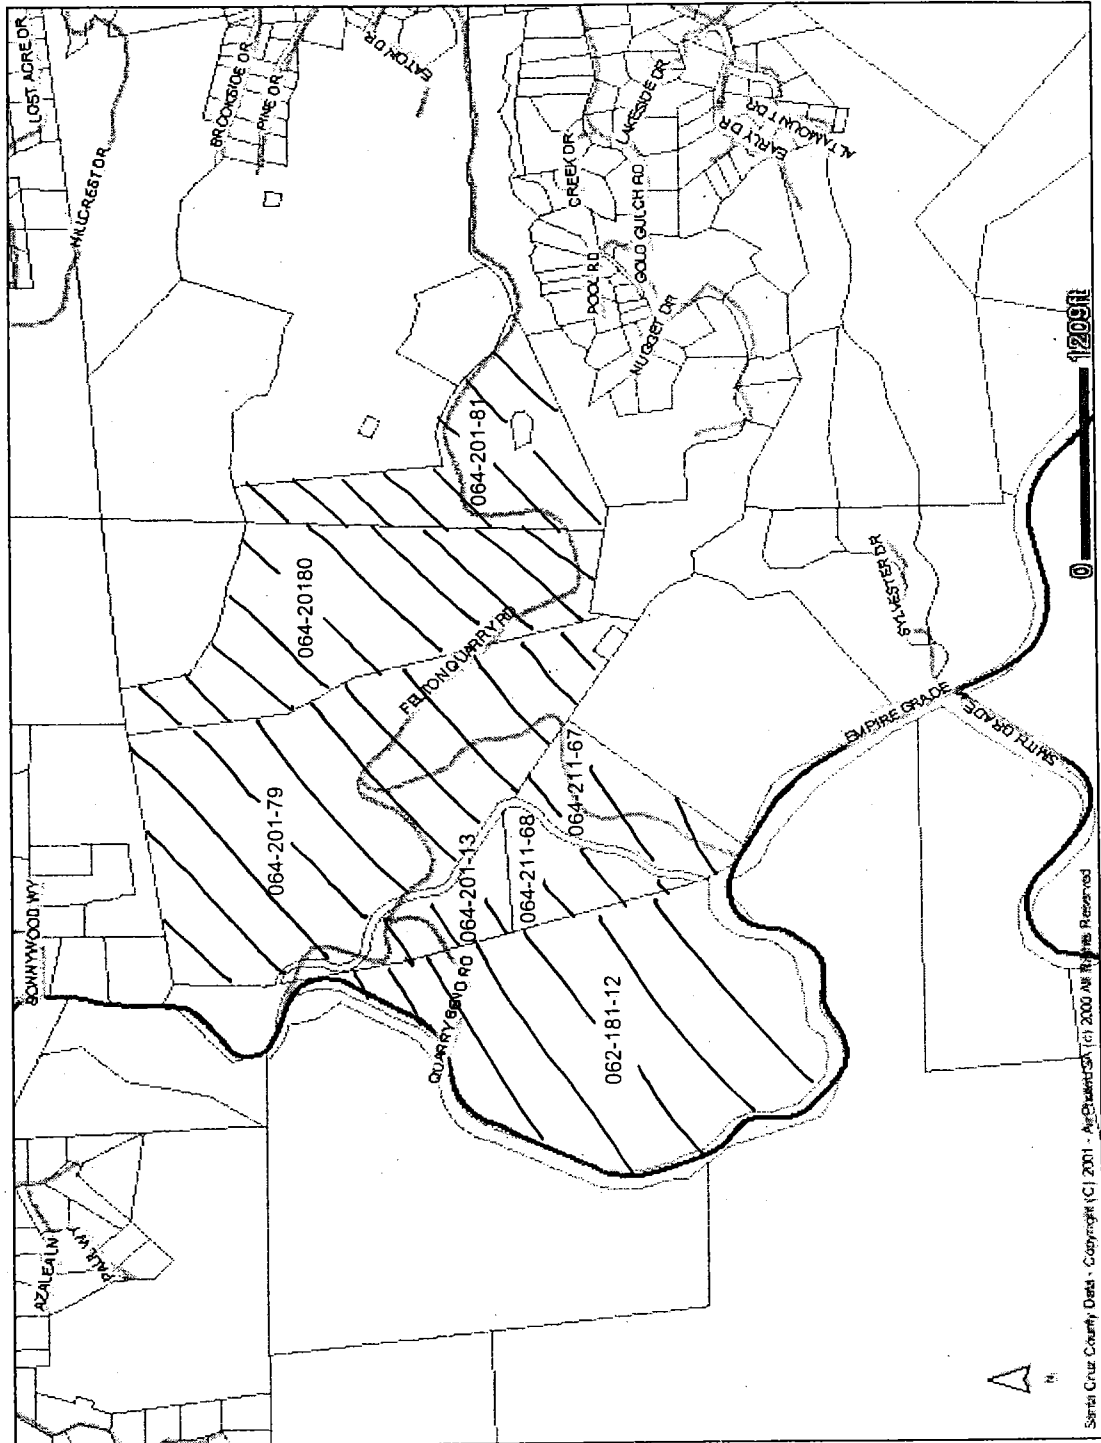 LOST ACRE DR
HILLCREST DR
BROOKSIDE DR
PINE DR
EATON DR
CREEK DR
LAKESIDE DR
EARLY DR
ALTAMOUNT DR
GOLD GULCH RD
POOL RD
NUGGET DR
BONNYWOOD WY
AZALEA LN
064-201-81
064-20180
FELTON QUARRY RD
064-201-79
064-201-13
064-211-68
064-211-67
QUARRY BEND RD
062-181-12
EMPIRE GRADE
SMITH GRADE
SYLVESTER DR
0 1209ft
N
Santa Cruz County Data - Copyright (C) 2001 - (c) 2000 All Rights Reserved